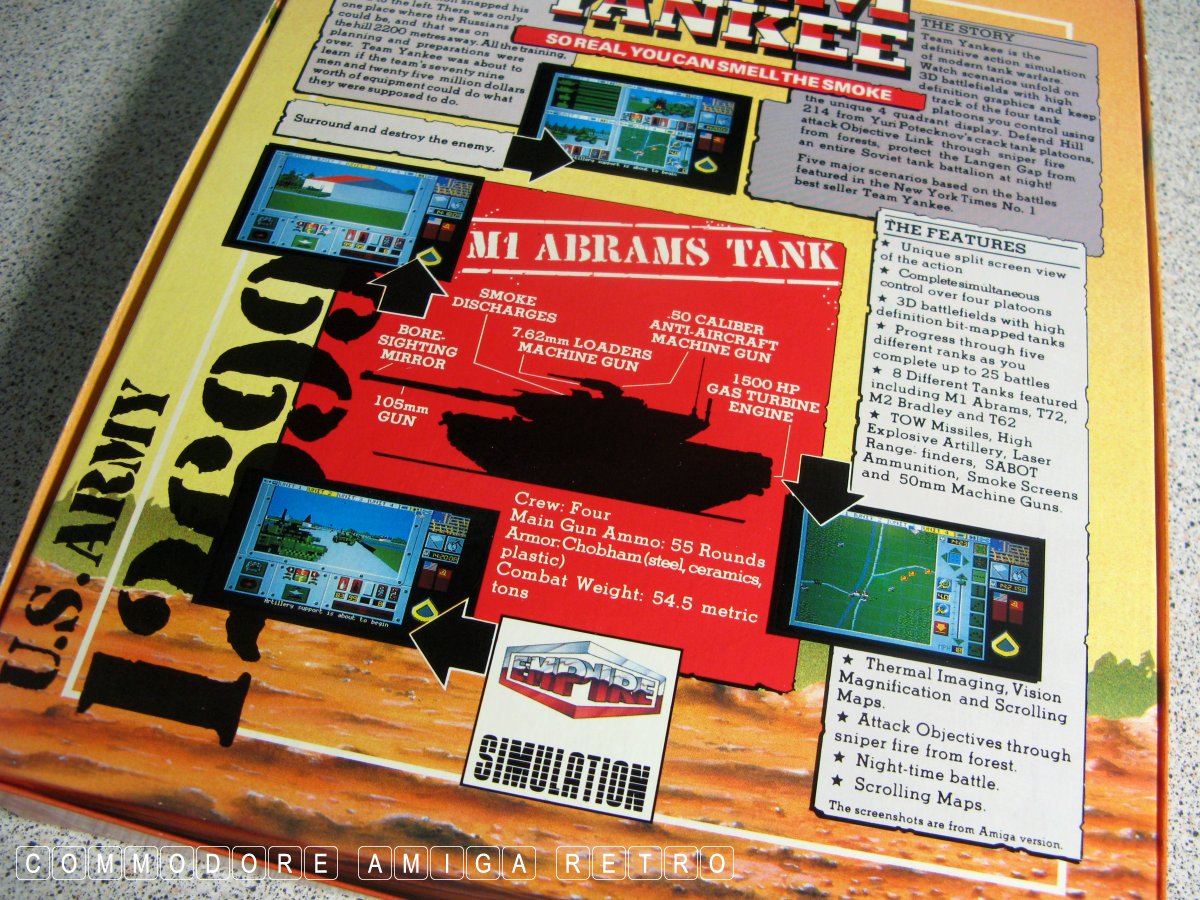 snapped his
to the left. There was only
one place where the Russians
could be, and that was on
the hill 2200 metres away. All the training,
planning and preparations were
over. Team Yankee was about to
learn if the team's seventy nine
men and twenty five million dollars
worth of equipment could do what
they were supposed to do.
YANKEE
SO REAL, YOU CAN SMELL THE SMOKE
THE STORY
Team Yankee is the
definitive action simulation
of modern tank warfare.
Watch scenarios unfold on
3D battlefields with high
definition graphics and keep
track of the four tank
platoons you control using
the unique 4 quadrant display. Defend Hill
214 from Yuri Potecknov's crack tank platoons,
attack Objective Link through sniper fire
from forests, protect the Langen Gap from
an entire Soviet tank battalion at night!
Five major scenarios based on the battles
featured in the New York Times No. 1
best seller Team Yankee.
Surround and destroy the enemy.
M1 ABRAMS TANK
SMOKE
DISCHARGES
.50 CALIBER
ANTI-AIRCRAFT
MACHINE GUN
7.62mm LOADERS
MACHINE GUN
BORE-
SIGHTING
MIRROR
1500 HP
GAS TURBINE
ENGINE
105mm
GUN
Crew: Four
Main Gun Ammo: 55 Rounds
Armor: Chobham (steel, ceramics,
plastic)
Combat Weight: 54.5 metric
tons
THE FEATURES
★ Unique split screen view
of the action
★ Complete simultaneous
control over four platoons
★ 3D battlefields with high
definition bit-mapped tanks
★ Progress through five
different ranks as you
complete up to 25 battles
★ 8 Different Tanks featured
including M1 Abrams, T72,
M2 Bradley and T62
★ TOW Missiles, High
Explosive Artillery, Laser
Range-finders, SABOT
Ammunition, Smoke Screens
and 50mm Machine Guns.
★ Thermal Imaging, Vision
Magnification and Scrolling
Maps.
★ Attack Objectives through
sniper fire from forest.
★ Night-time battle.
★ Scrolling Maps.
The screenshots are from Amiga version.
U.S. ARMY
Artillery support is about to begin
EMPIRE
SIMULATION
COMMODORE AMIGA RETRO